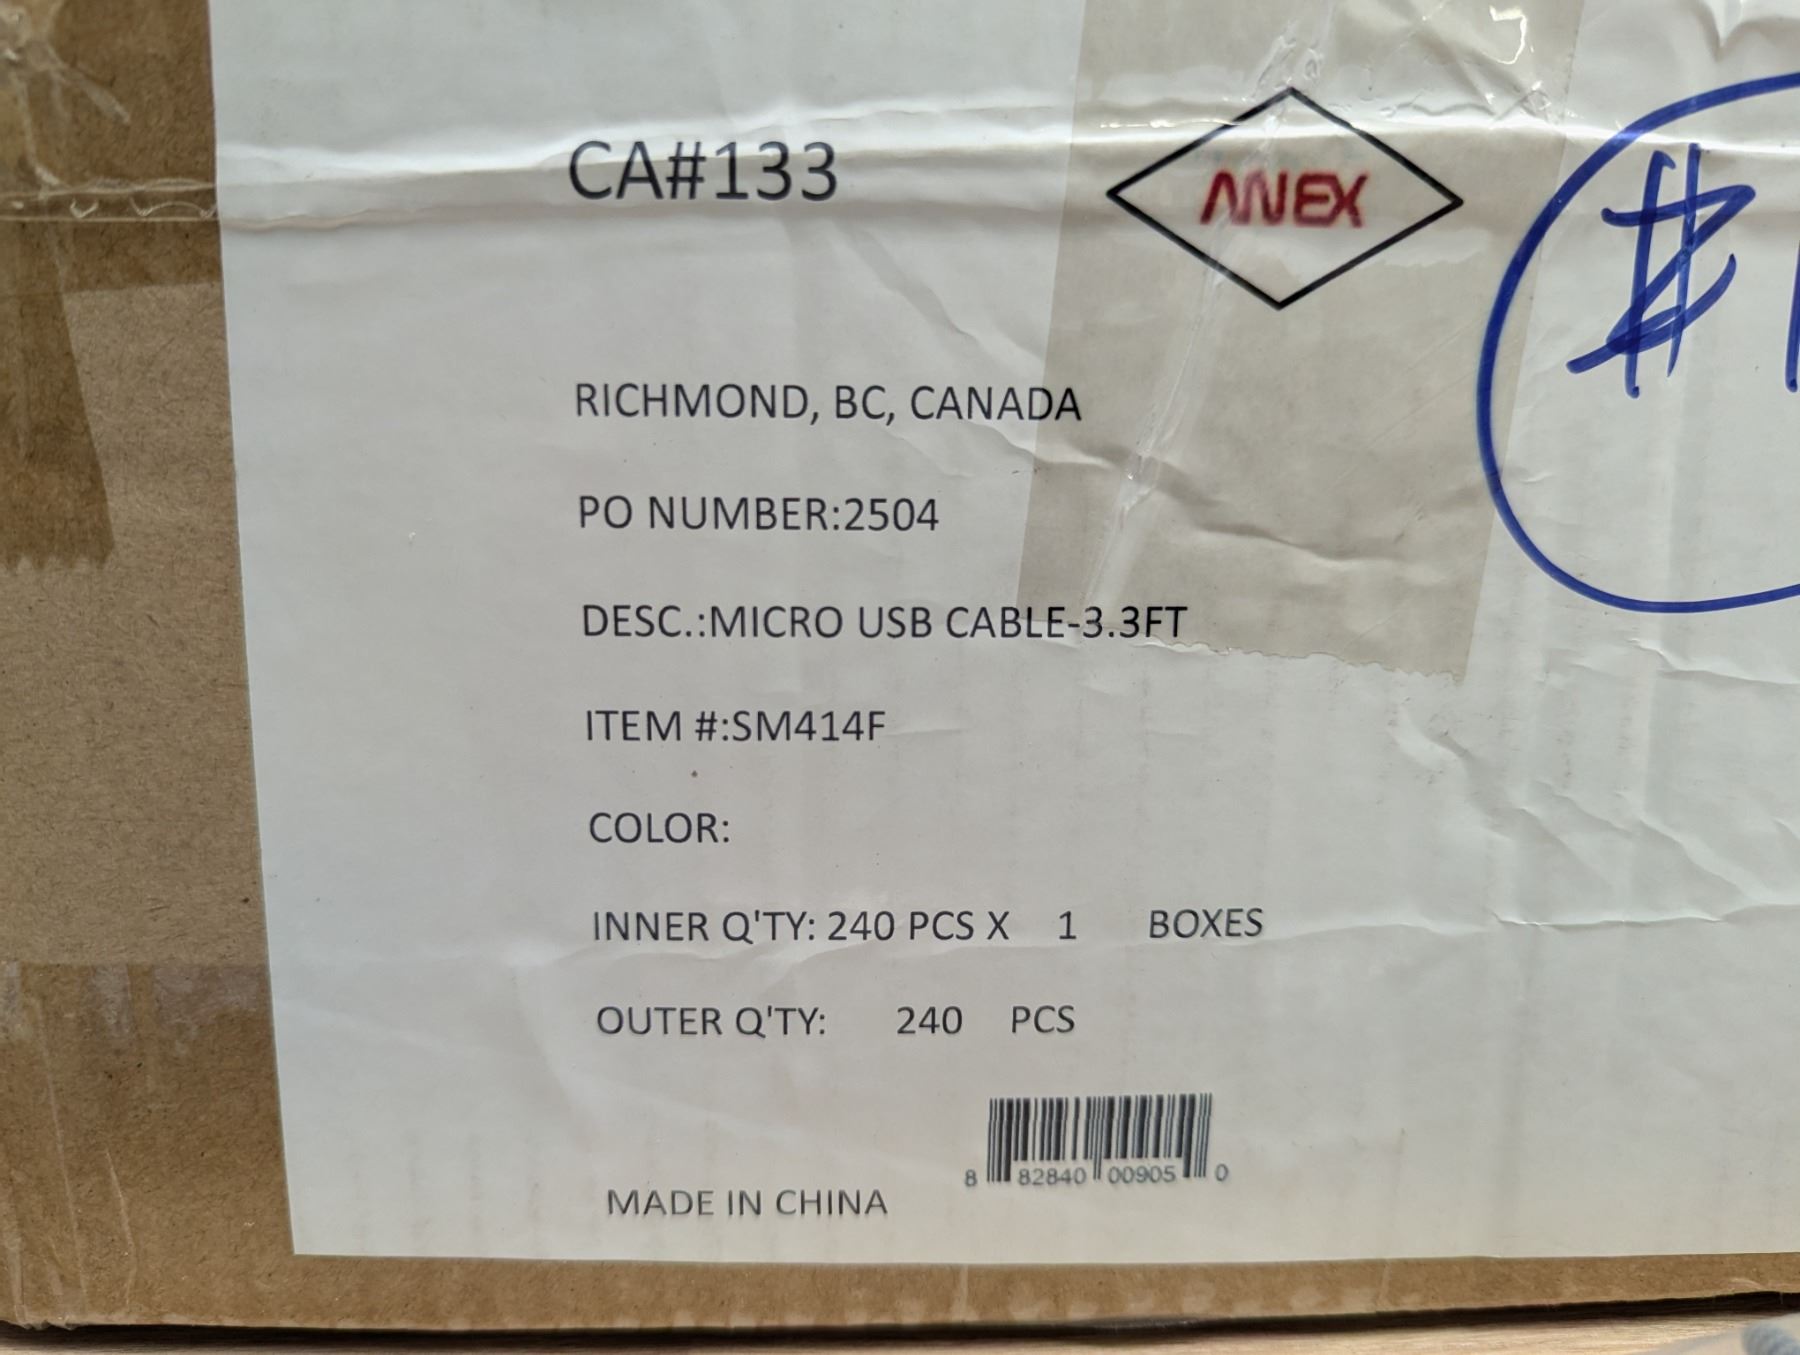 CA#133
ANEX
#1
RICHMOND, BC, CANADA
PO NUMBER:2504
DESC.:MICRO USB CABLE-3.3FT
ITEM #:SM414F
COLOR:
INNER Q'TY: 240 PCS X 1 BOXES
OUTER Q'TY: 240 PCS
8 82840 00905 0
MADE IN CHINA